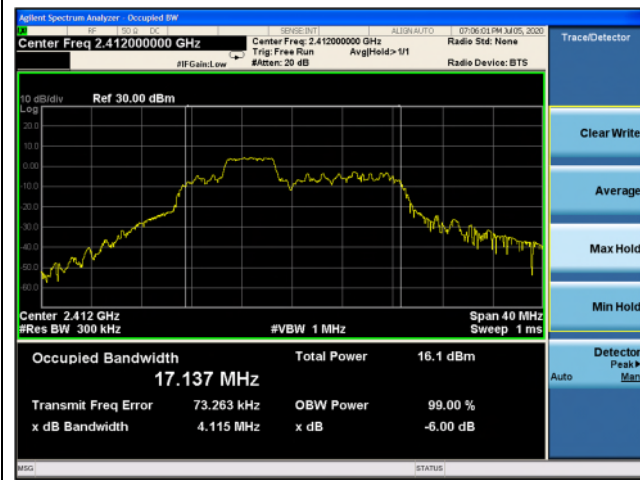 Agilent Spectrum Analyzer - Occupied BW
RF 50 Ω DC SENSE:INT ALIGN AUTO 07:06:01 PM Jul 05, 2020
Center Freq 2.412000000 GHz Center Freq: 2.412000000 GHz Radio Std: None Trace/Detector
Trig: Free Run Avg|Hold:> 1/1
#IFGain:Low #Atten: 20 dB Radio Device: BTS
10 dB/div Ref 30.00 dBm
Log
20.0
10.0
0.00
-10.0
-20.0
-30.0
-40.0
-50.0
-60.0
Clear Write
Average
Max Hold
Min Hold
Center 2.412 GHz Span 40 MHz
#Res BW 300 kHz #VBW 1 MHz Sweep 1 ms
Occupied Bandwidth Total Power 16.1 dBm
17.137 MHz
Transmit Freq Error 73.263 kHz OBW Power 99.00 %
x dB Bandwidth 4.115 MHz x dB -6.00 dB
Detector
Peak
Auto Man
MSG STATUS